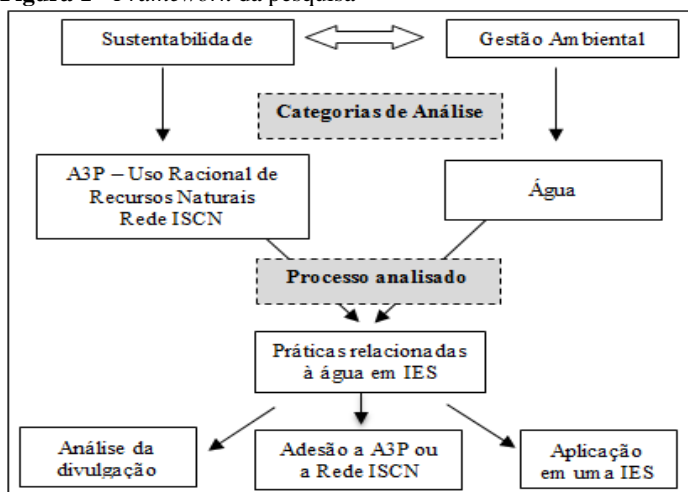 Figura 1 - Framework da pesquisa
Sustentabilidade
Gestão Ambiental
Categorias de Análise
A3P – Uso Racional de
Recursos Naturais
Rede ISCN
Água
Processo analisado
Práticas relacionadas
à água em IES
Análise da
divulgação
Adesão a A3P ou
a Rede ISCN
Aplicação
em uma IES